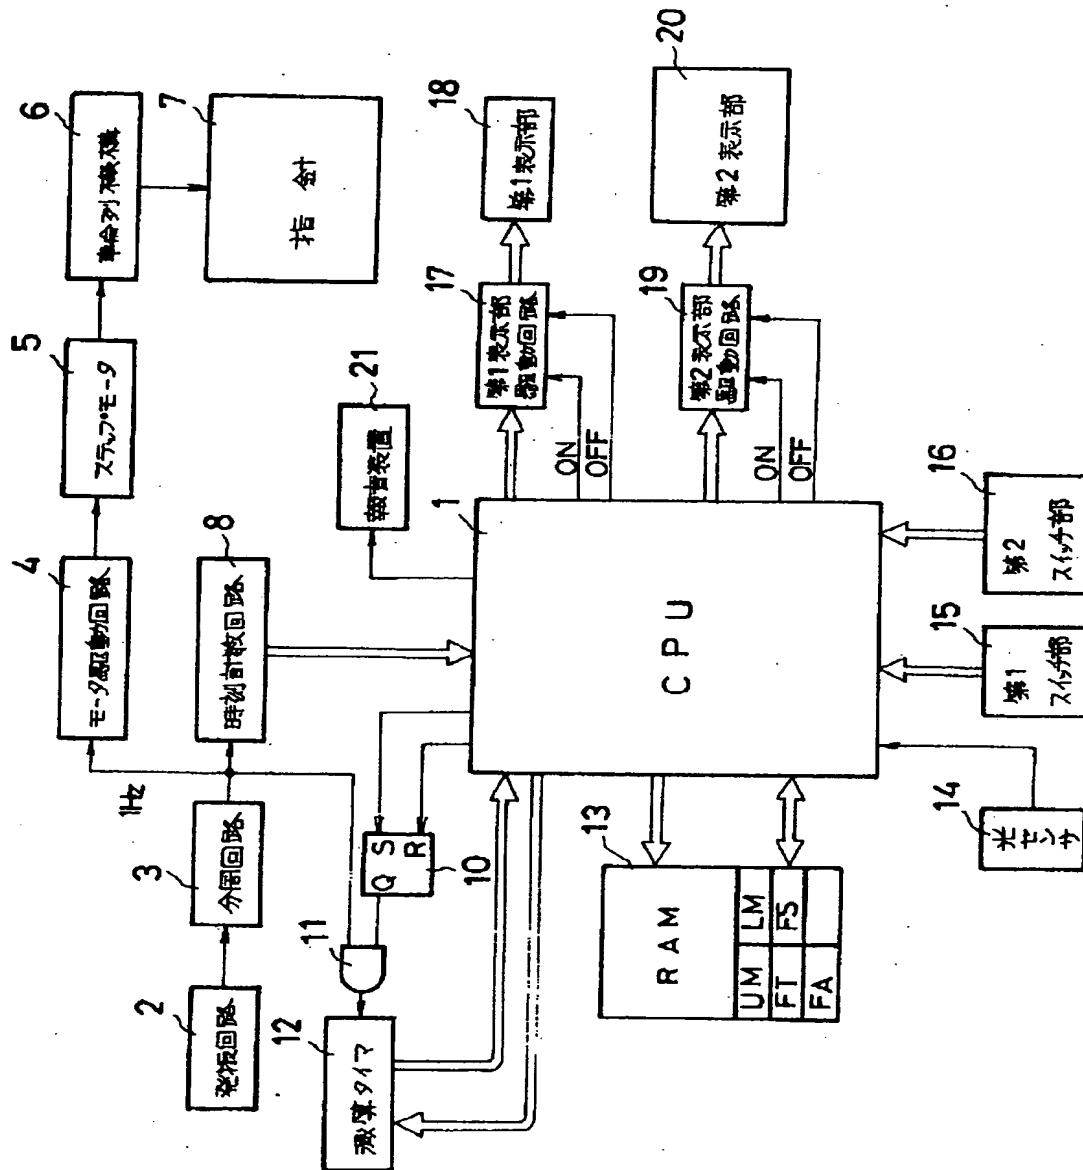 2
発振回路
3
分周回路
1Hz
4
モータ駆動回路
5
ステップモータ
6
車輪列機構
7
指針
8
時刻計数回路
10
S
R
Q
11
12
減算タイマ
21
報音装置
1
CPU
17
第1表示部
駆動回路
ON
OFF
18
第1表示部
19
第2表示部
駆動回路
ON
OFF
20
第2表示部
13
RAM
UM LM
FT FS
FA
14
光センサ
15
第1
スイッチ部
16
第2
スイッチ部